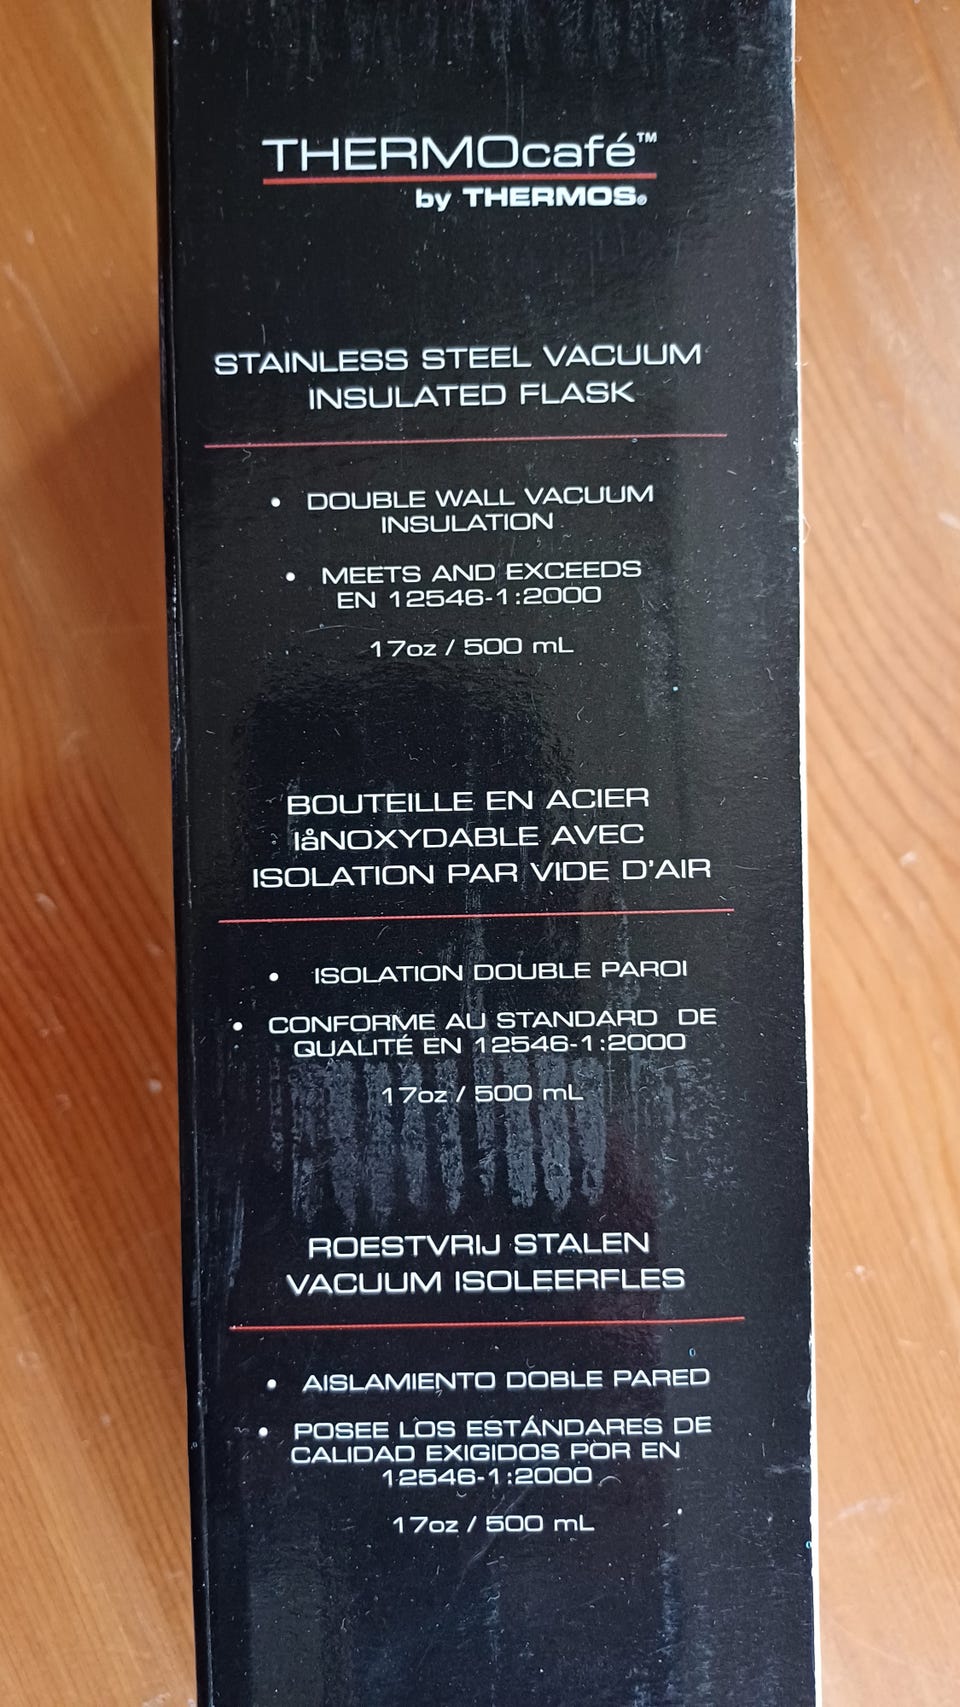 THERMOcafé™
by THERMOS®
STAINLESS STEEL VACUUM
INSULATED FLASK
• DOUBLE WALL VACUUM
INSULATION
• MEETS AND EXCEEDS
EN 12546-1:2000
17oz / 500 mL
BOUTEILLE EN ACIER
IåNOXYDABLE AVEC
ISOLATION PAR VIDE D'AIR
• ISOLATION DOUBLE PAROI
• CONFORME AU STANDARD DE
QUALITÉ EN 12546-1:2000
17oz / 500 mL
ROESTVRIJ STALEN
VACUUM ISOLEERFLES
• AISLAMIENTO DOBLE PARED
• POSEE LOS ESTÁNDARES DE
CALIDAD EXIGIDOS POR EN
12546-1:2000
17oz / 500 mL